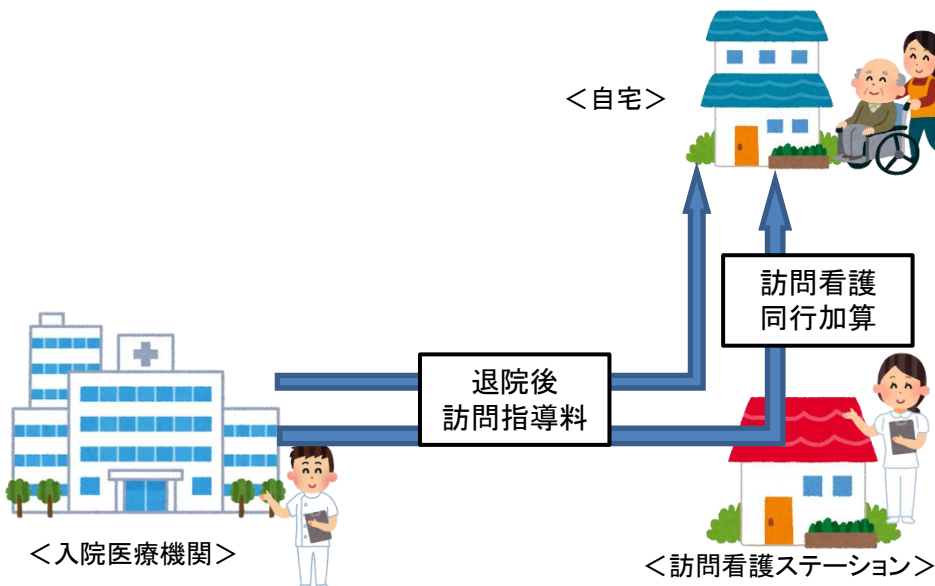 ＜自宅＞
訪問看護
同行加算
退院後
訪問指導料
＜入院医療機関＞
＜訪問看護ステーション＞